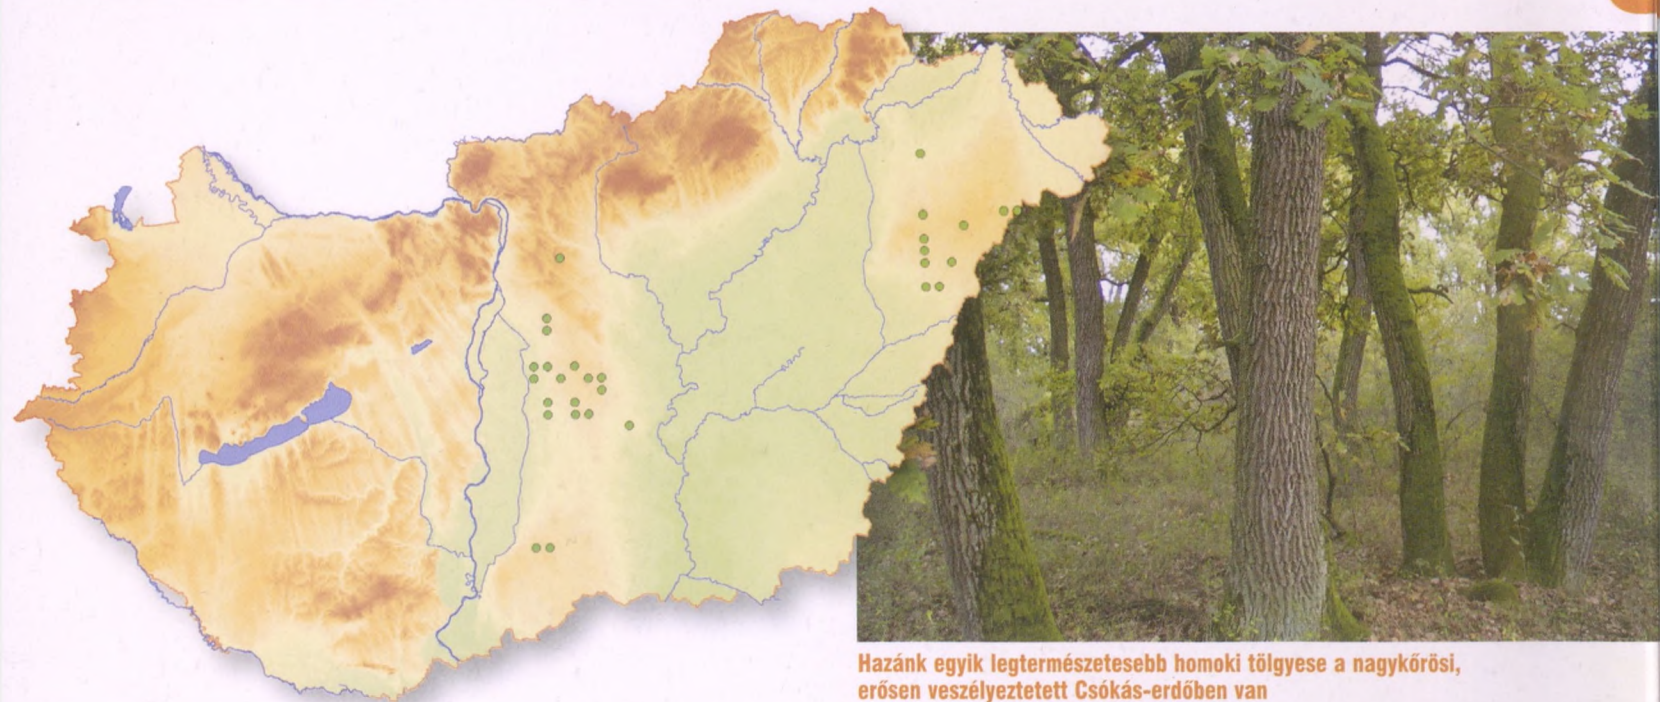 Hazánk egyik legtermészetesebb homoki tölgyese a nagykőrösi,
erősen veszélyeztetett Csókás-erdőben van